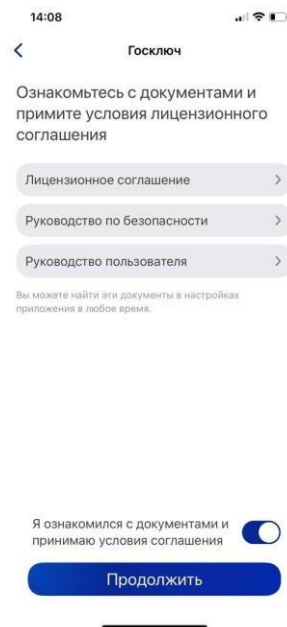 14:08
Госключ
Ознакомьтесь с документами и
примите условия лицензионного
соглашения
Лицензионное соглашение
Руководство по безопасности
Руководство пользователя
Вы можете найти эти документы в настройках
приложения в любое время.
Я ознакомился с документами и
принимаю условия соглашения
Продолжить